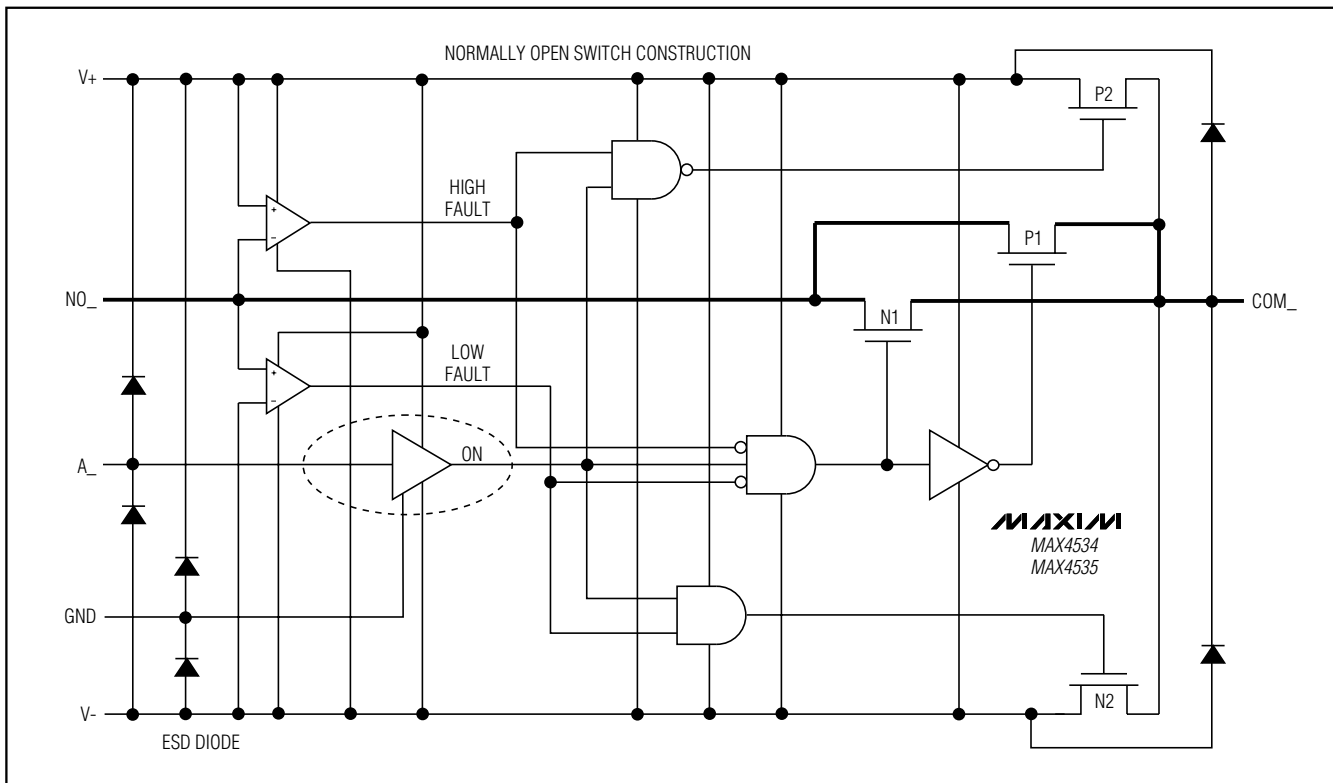 NORMALLY OPEN SWITCH CONSTRUCTION
V+
P2
HIGH
FAULT
+
−
P1
NO_
COM_
N1
LOW
FAULT
+
−
ON
A_
MAXIM
MAX4534
MAX4535
GND
N2
V-
ESD DIODE